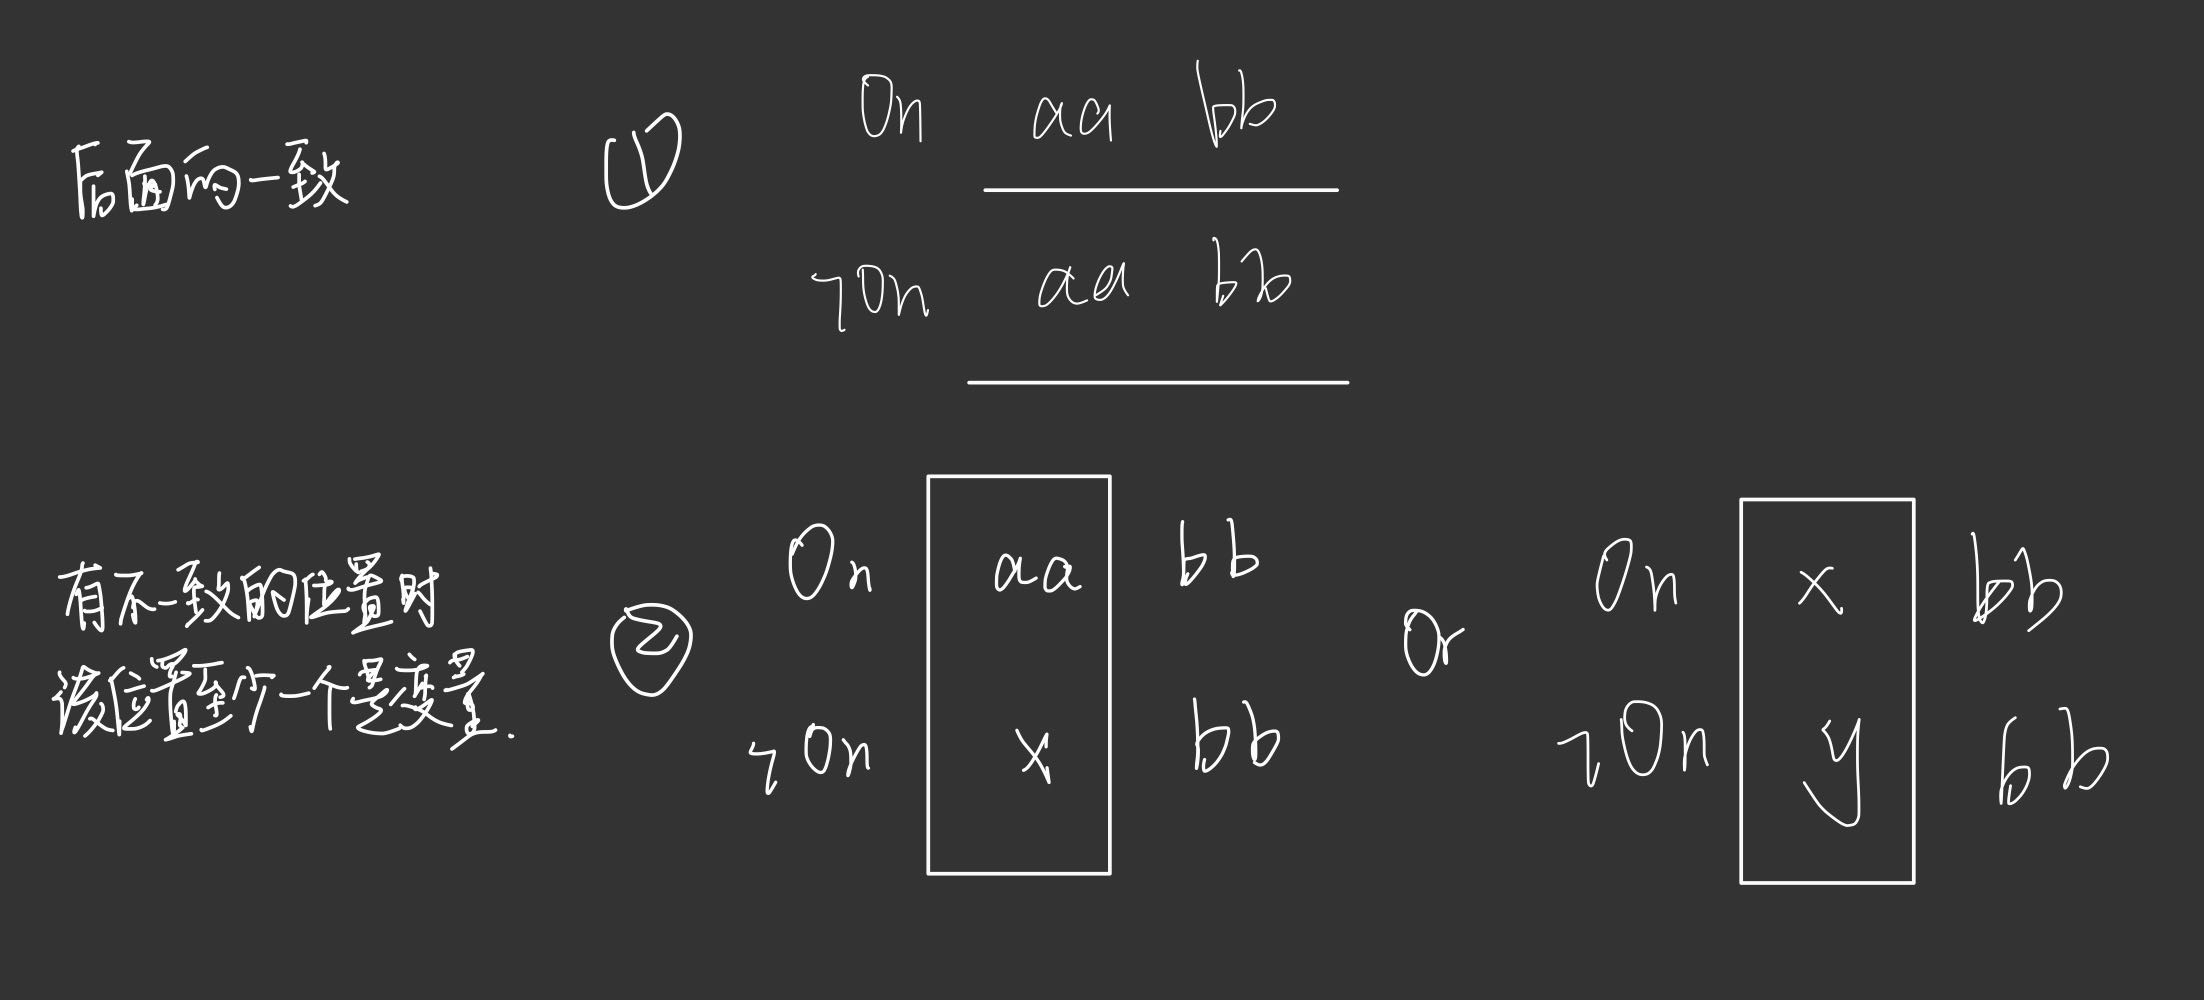 后面的一致
①
On aa bb
¬On aa bb
有不一致的位置时
该位置至少一个是变量.
②
On aa bb
¬On x bb
or
On x bb
¬On y bb